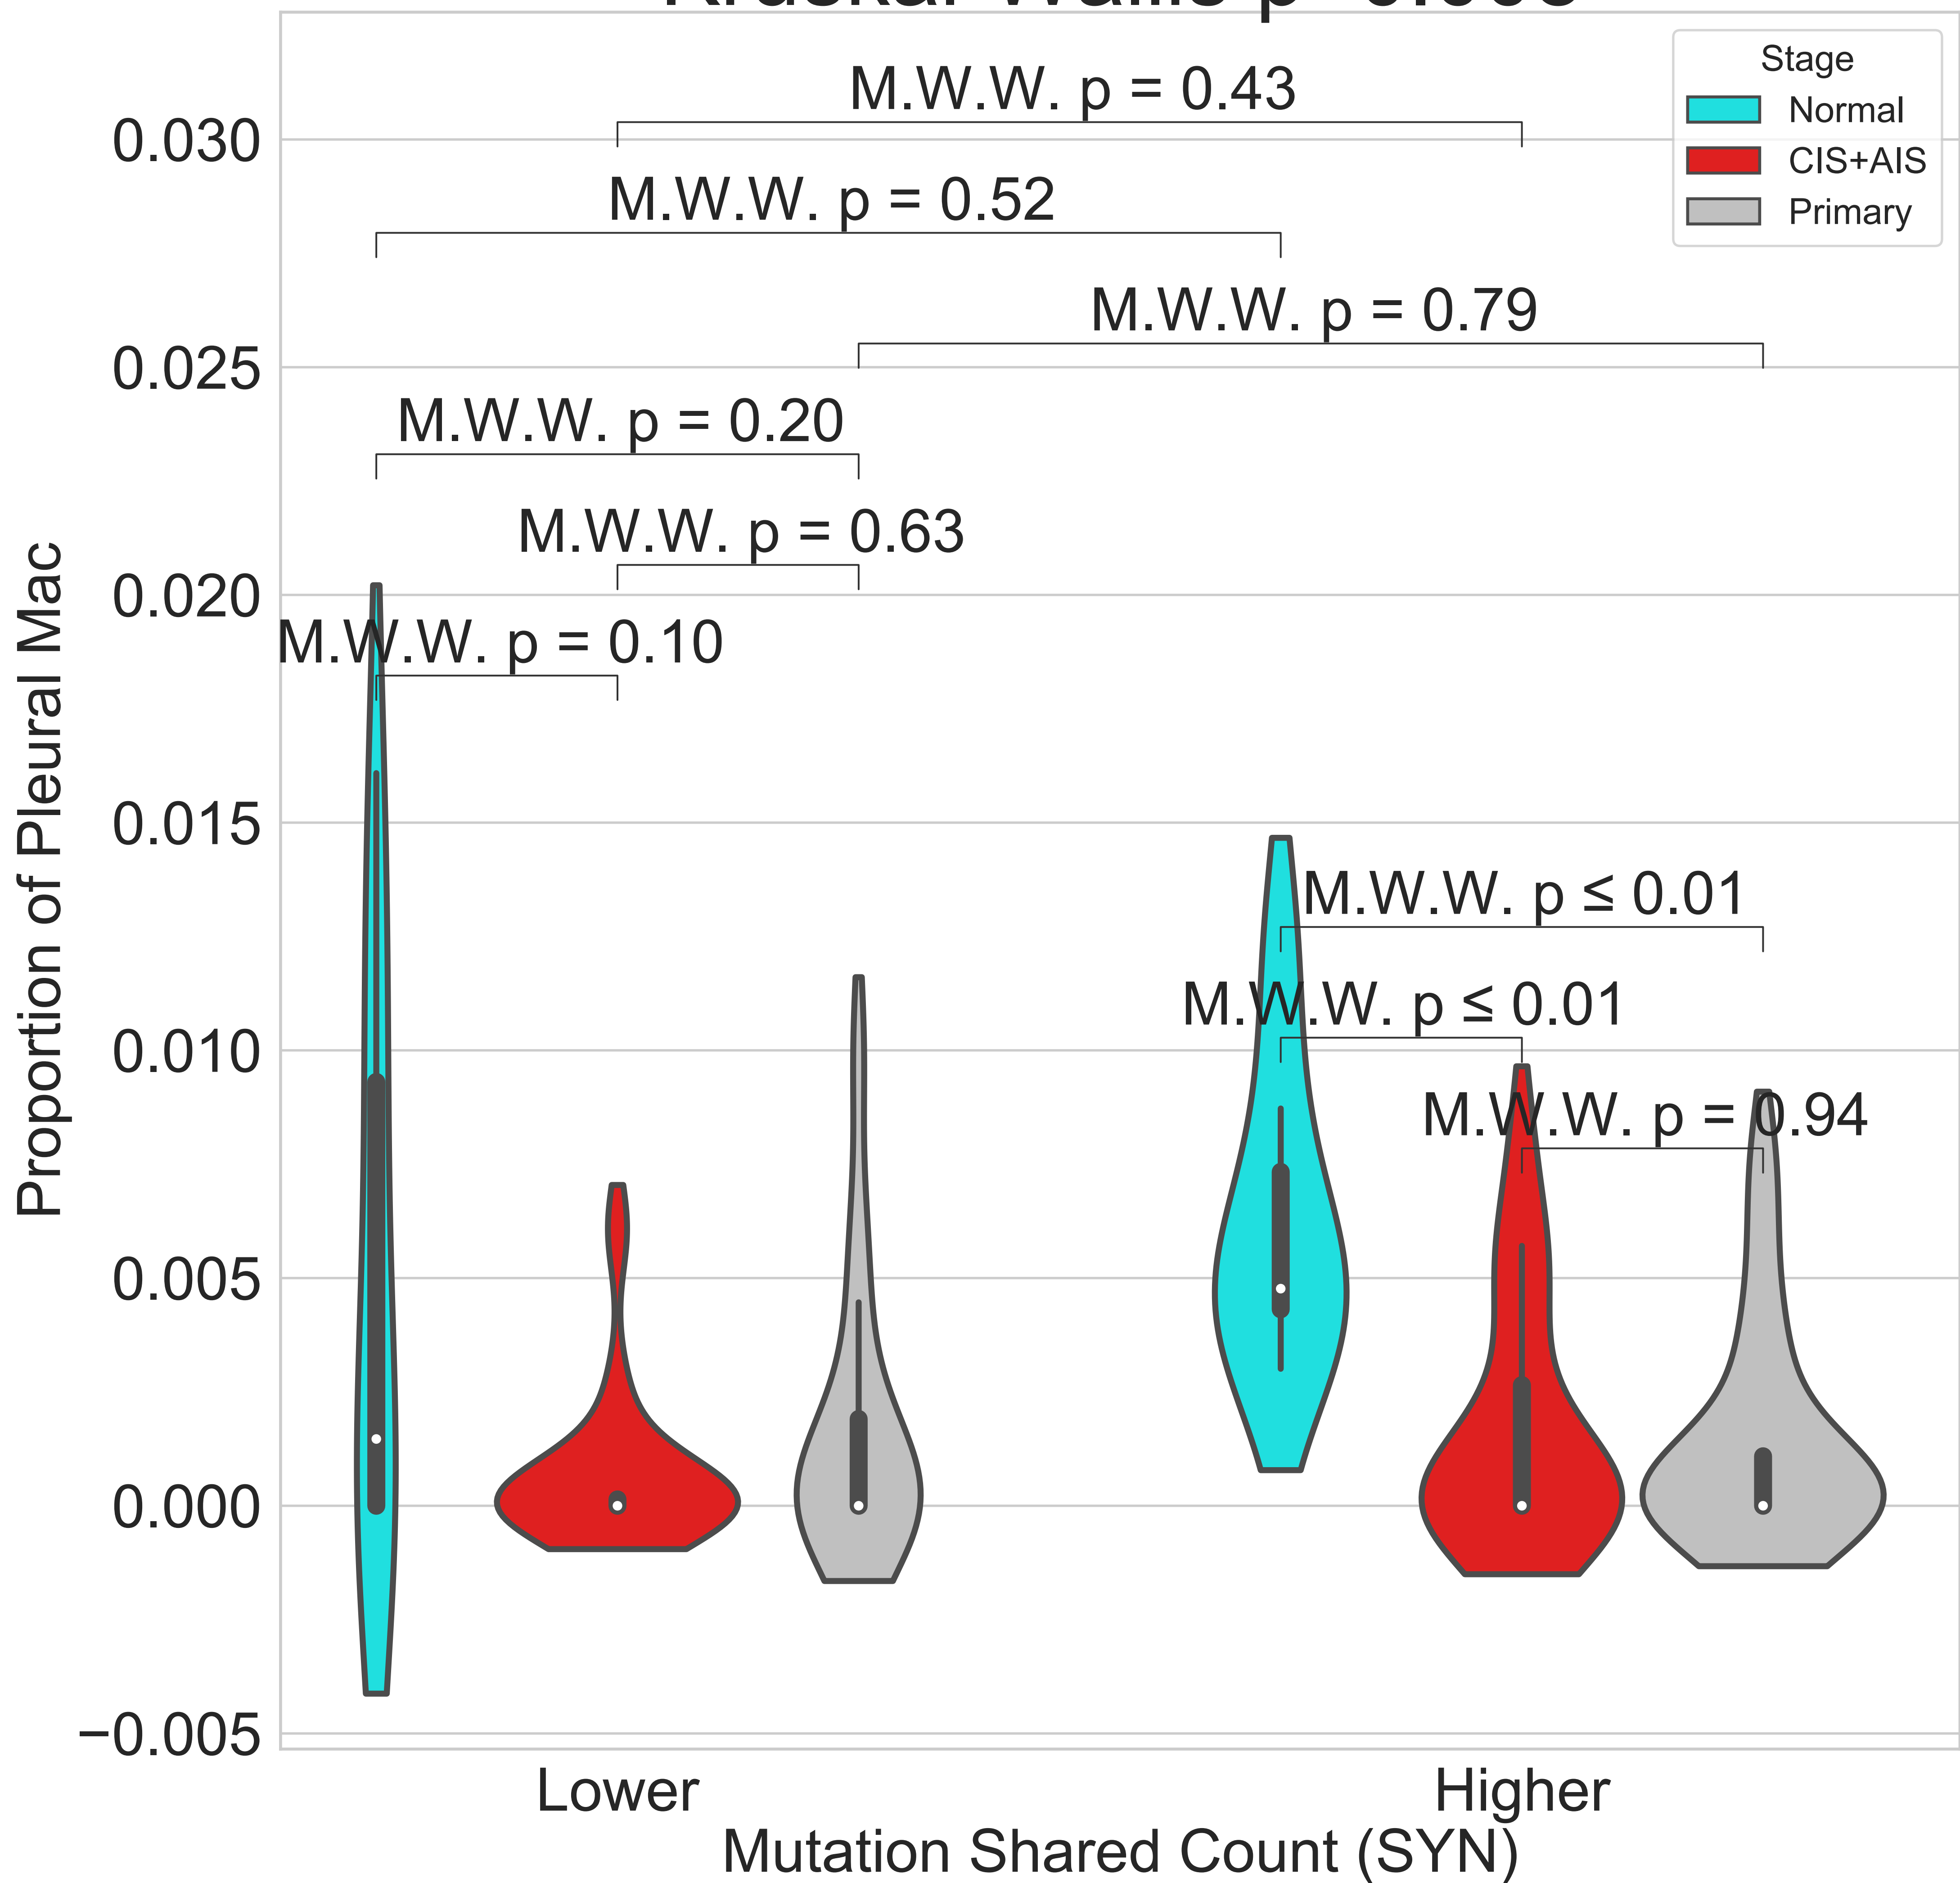 Stage
Normal
CIS+AIS
Primary
M.W.W. p = 0.43
M.W.W. p = 0.52
M.W.W. p = 0.79
M.W.W. p = 0.20
M.W.W. p = 0.63
M.W.W. p = 0.10
M.W.W. p ≤ 0.01
M.W.W. p ≤ 0.01
M.W.W. p = 0.94
0.030
0.025
0.020
0.015
0.010
0.005
0.000
−0.005
Proportion of Pleural Mac
Lower
Higher
Mutation Shared Count (SYN)